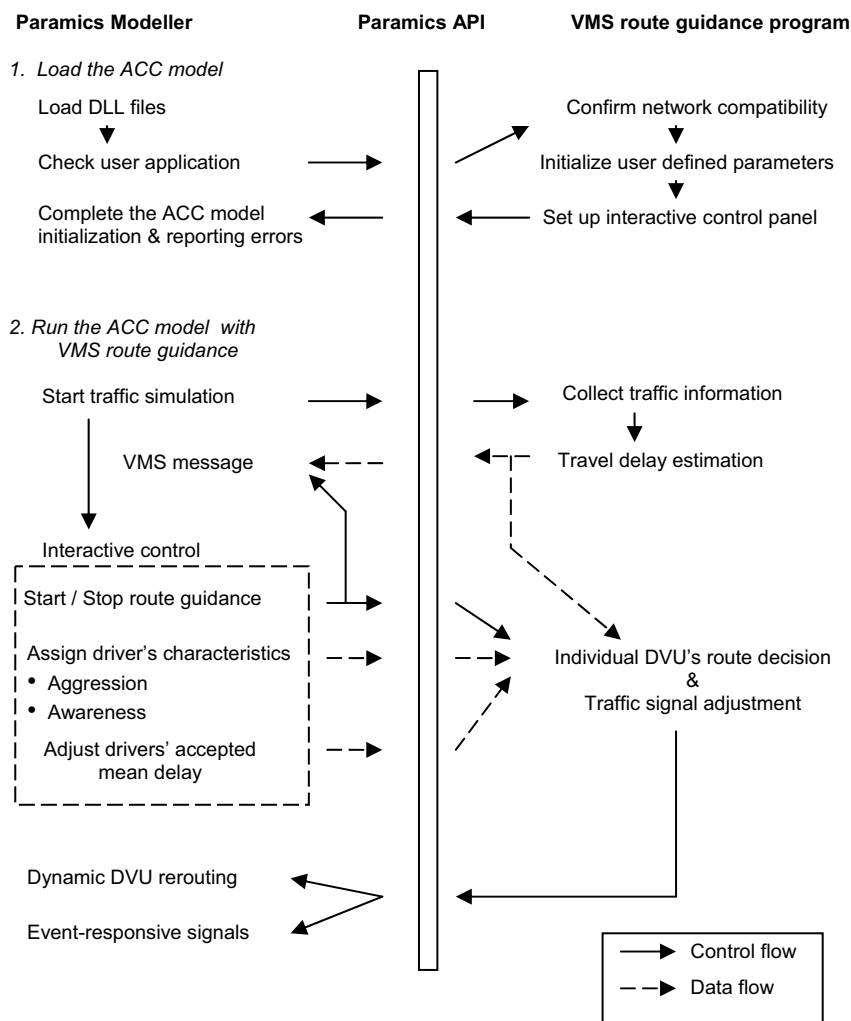 Paramics Modeller
Paramics API
VMS route guidance program
1. Load the ACC model
Load DLL files
Confirm network compatibility
Check user application
Initialize user defined parameters
Complete the ACC model
initialization & reporting errors
Set up interactive control panel
2. Run the ACC model with
VMS route guidance
Start traffic simulation
Collect traffic information
VMS message
Travel delay estimation
Interactive control
Start / Stop route guidance
Assign driver's characteristics
• Aggression
• Awareness
Individual DVU's route decision
&
Traffic signal adjustment
Adjust drivers' accepted
mean delay
Dynamic DVU rerouting
Event-responsive signals
Control flow
Data flow